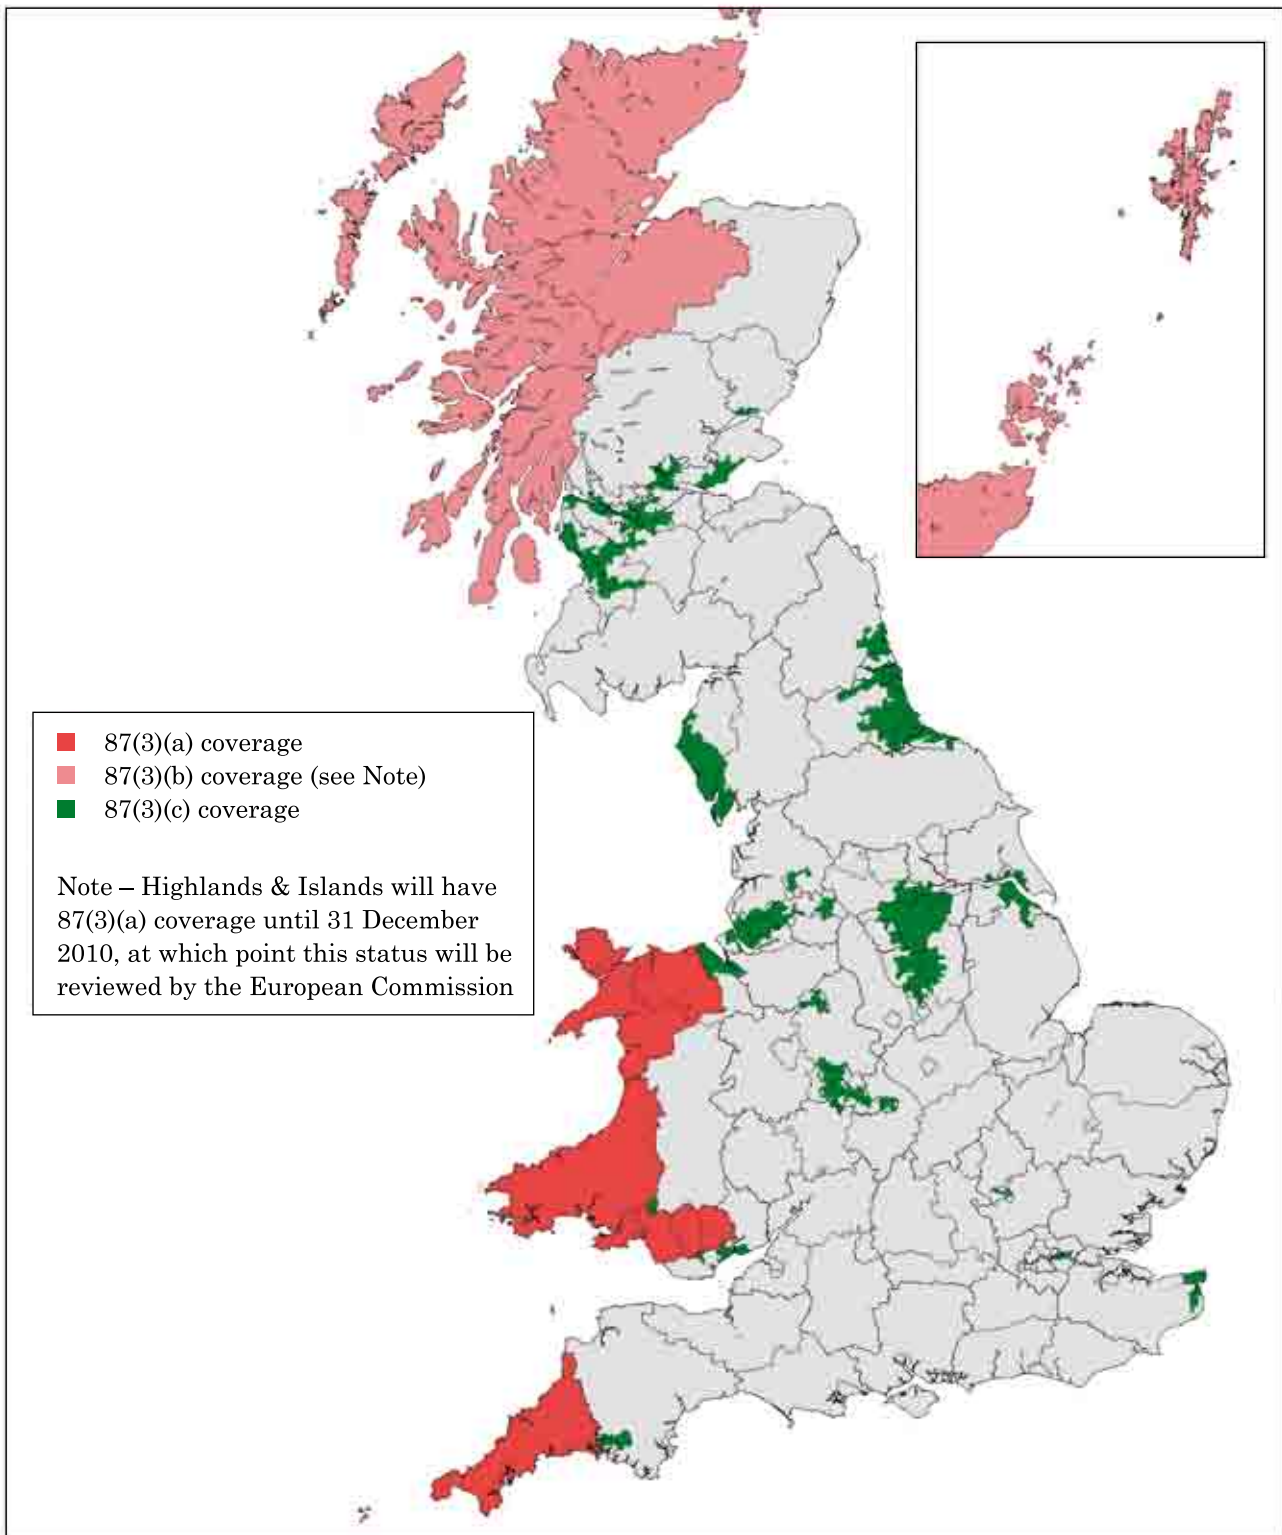 87(3)(a) coverage
87(3)(b) coverage (see Note)
87(3)(c) coverage
Note – Highlands & Islands will have
87(3)(a) coverage until 31 December
2010, at which point this status will be
reviewed by the European Commission